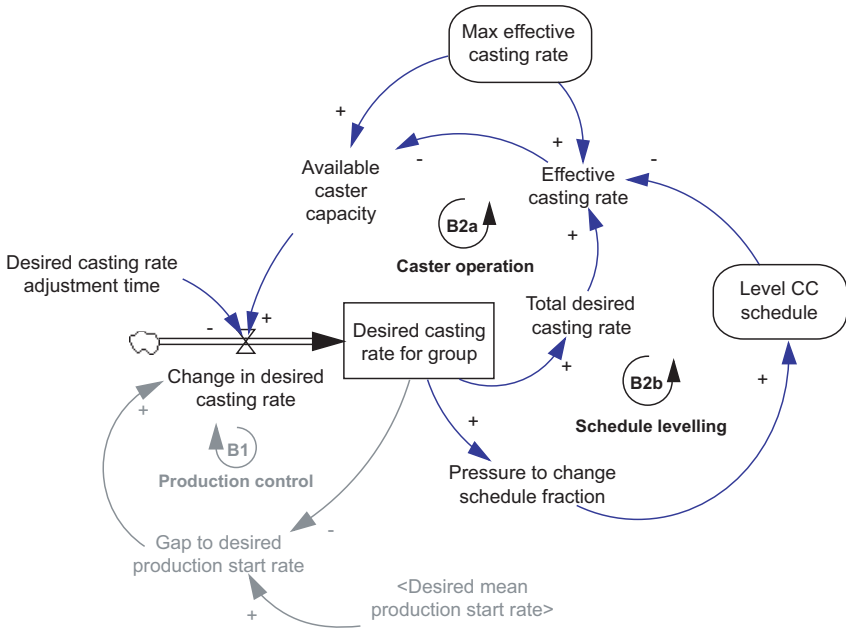 Max effective
casting rate
+
+
-
-
Available
caster
capacity
Effective
casting rate
B2a
+
Caster operation
Desired casting rate
adjustment time
Level CC
schedule
-
+
Desired casting
rate for group
Total desired
casting rate
Change in desired
casting rate
+
B2b
+
+
+
Schedule levelling
B1
Production control
Pressure to change
schedule fraction
-
Gap to desired
production start rate
+
<Desired mean
production start rate>